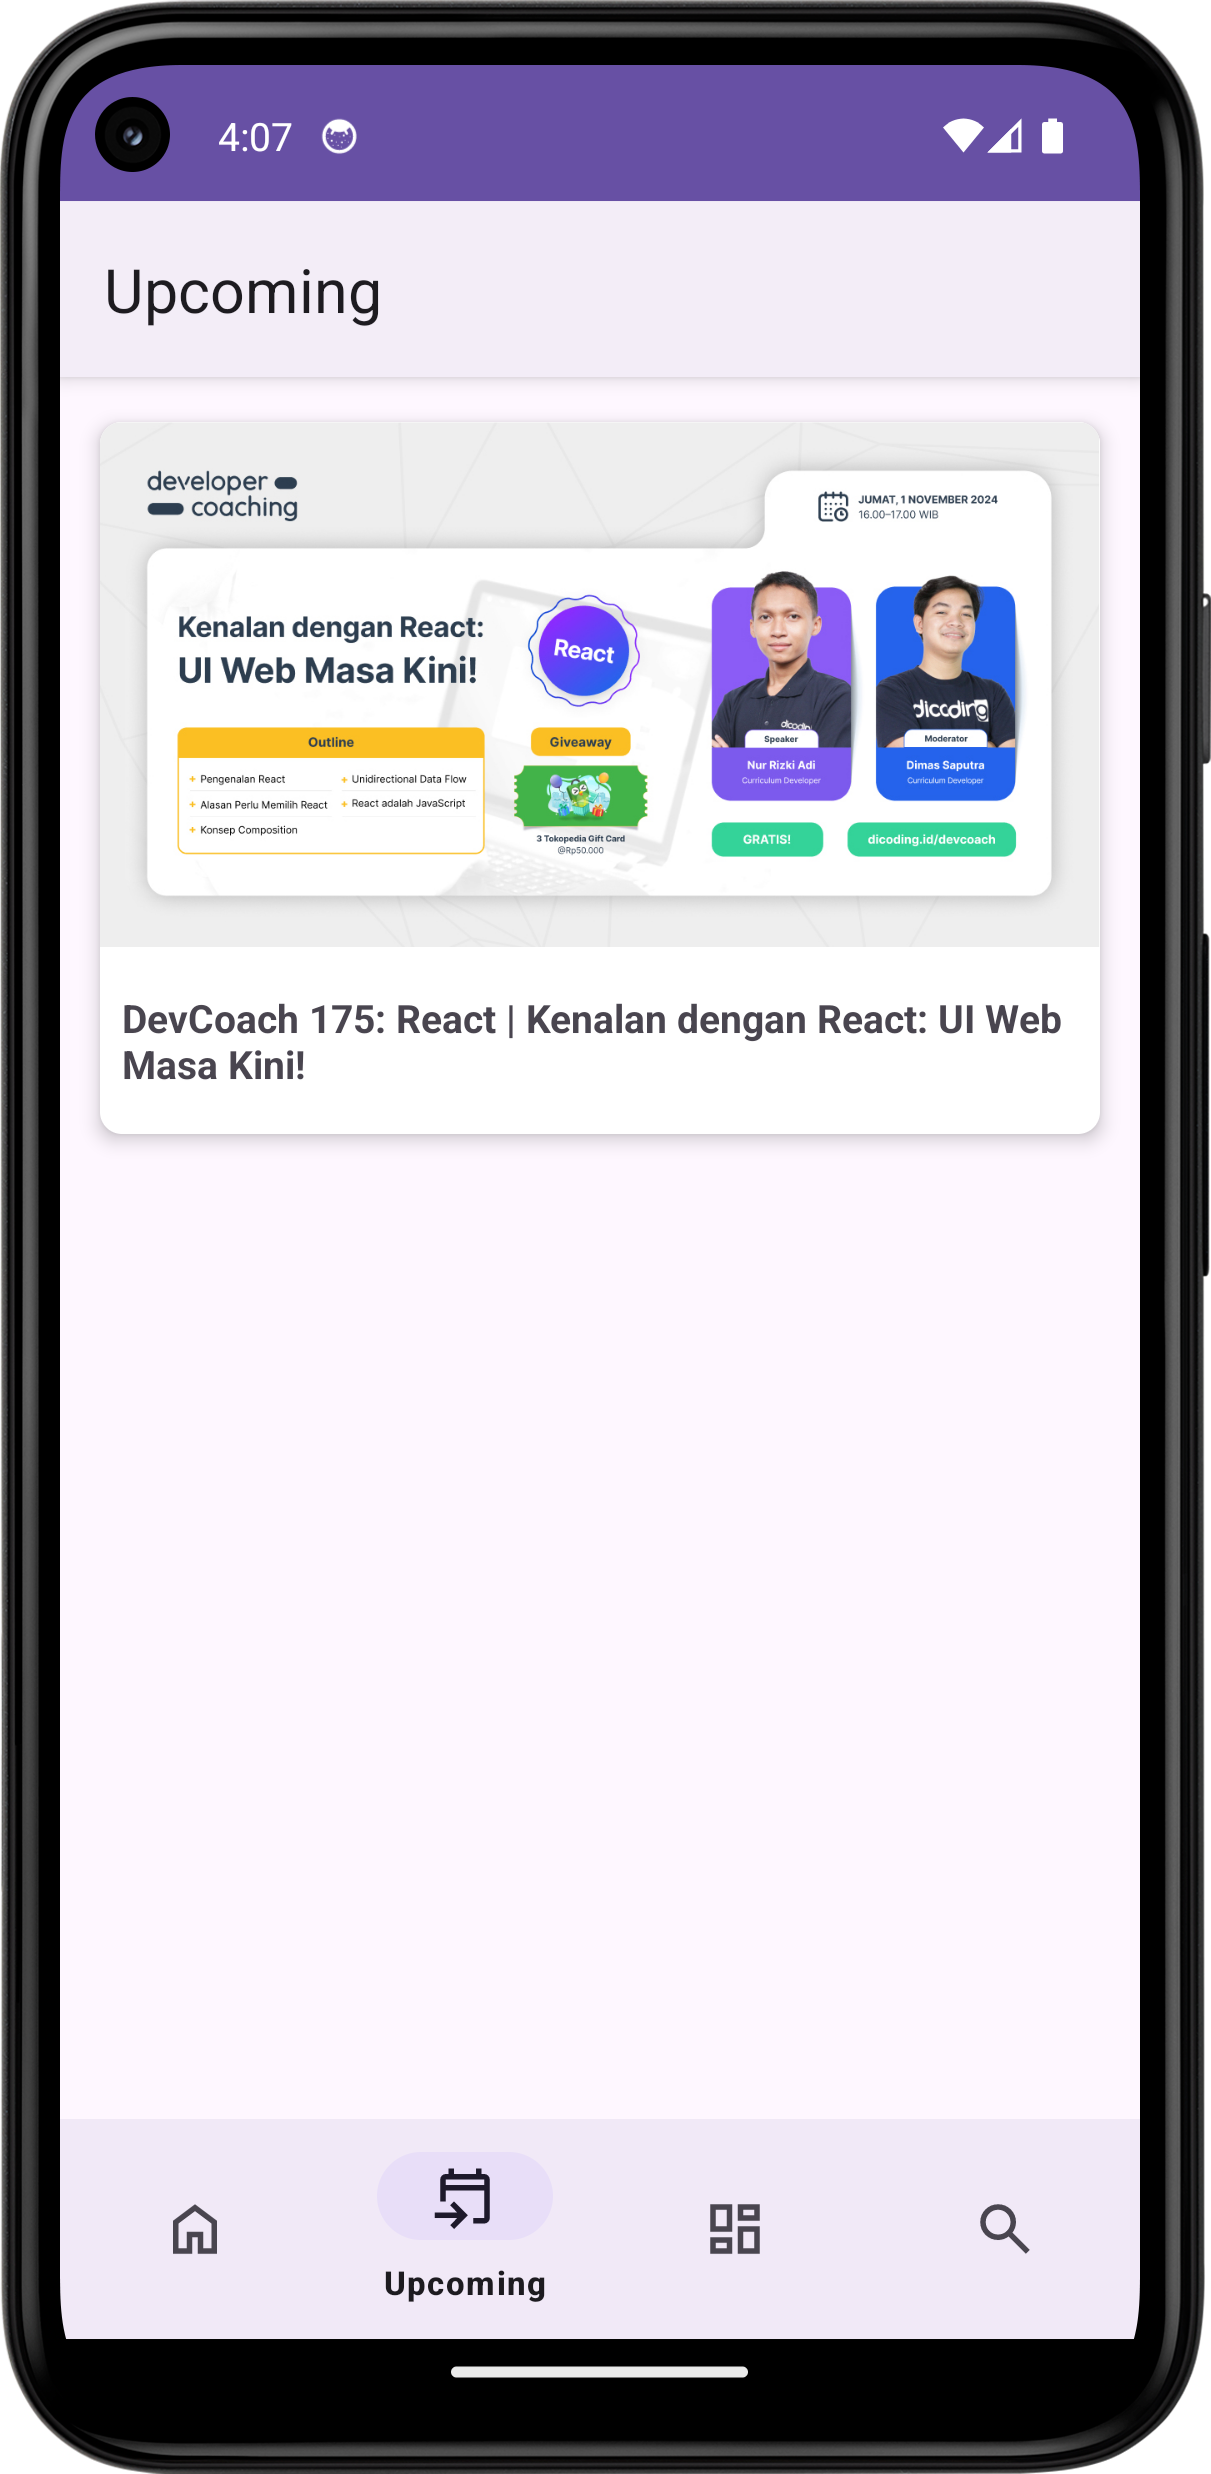 4:07
Upcoming
developer
coaching
JUMAT, 1 NOVEMBER 2024
16.00–17.00 WIB
Kenalan dengan React:
UI Web Masa Kini!
React
Outline
+ Pengenalan React
+ Alasan Perlu Memilih React
+ Konsep Composition
+ Unidirectional Data Flow
+ React adalah JavaScript
Giveaway
3 Tokopedia Gift Card
@Rp50.000
dicoding
Speaker
Nur Rizki Adi
Curriculum Developer
dicoding
Moderator
Dimas Saputra
Curriculum Developer
GRATIS!
dicoding.id/devcoach
DevCoach 175: React | Kenalan dengan React: UI Web
Masa Kini!
Upcoming